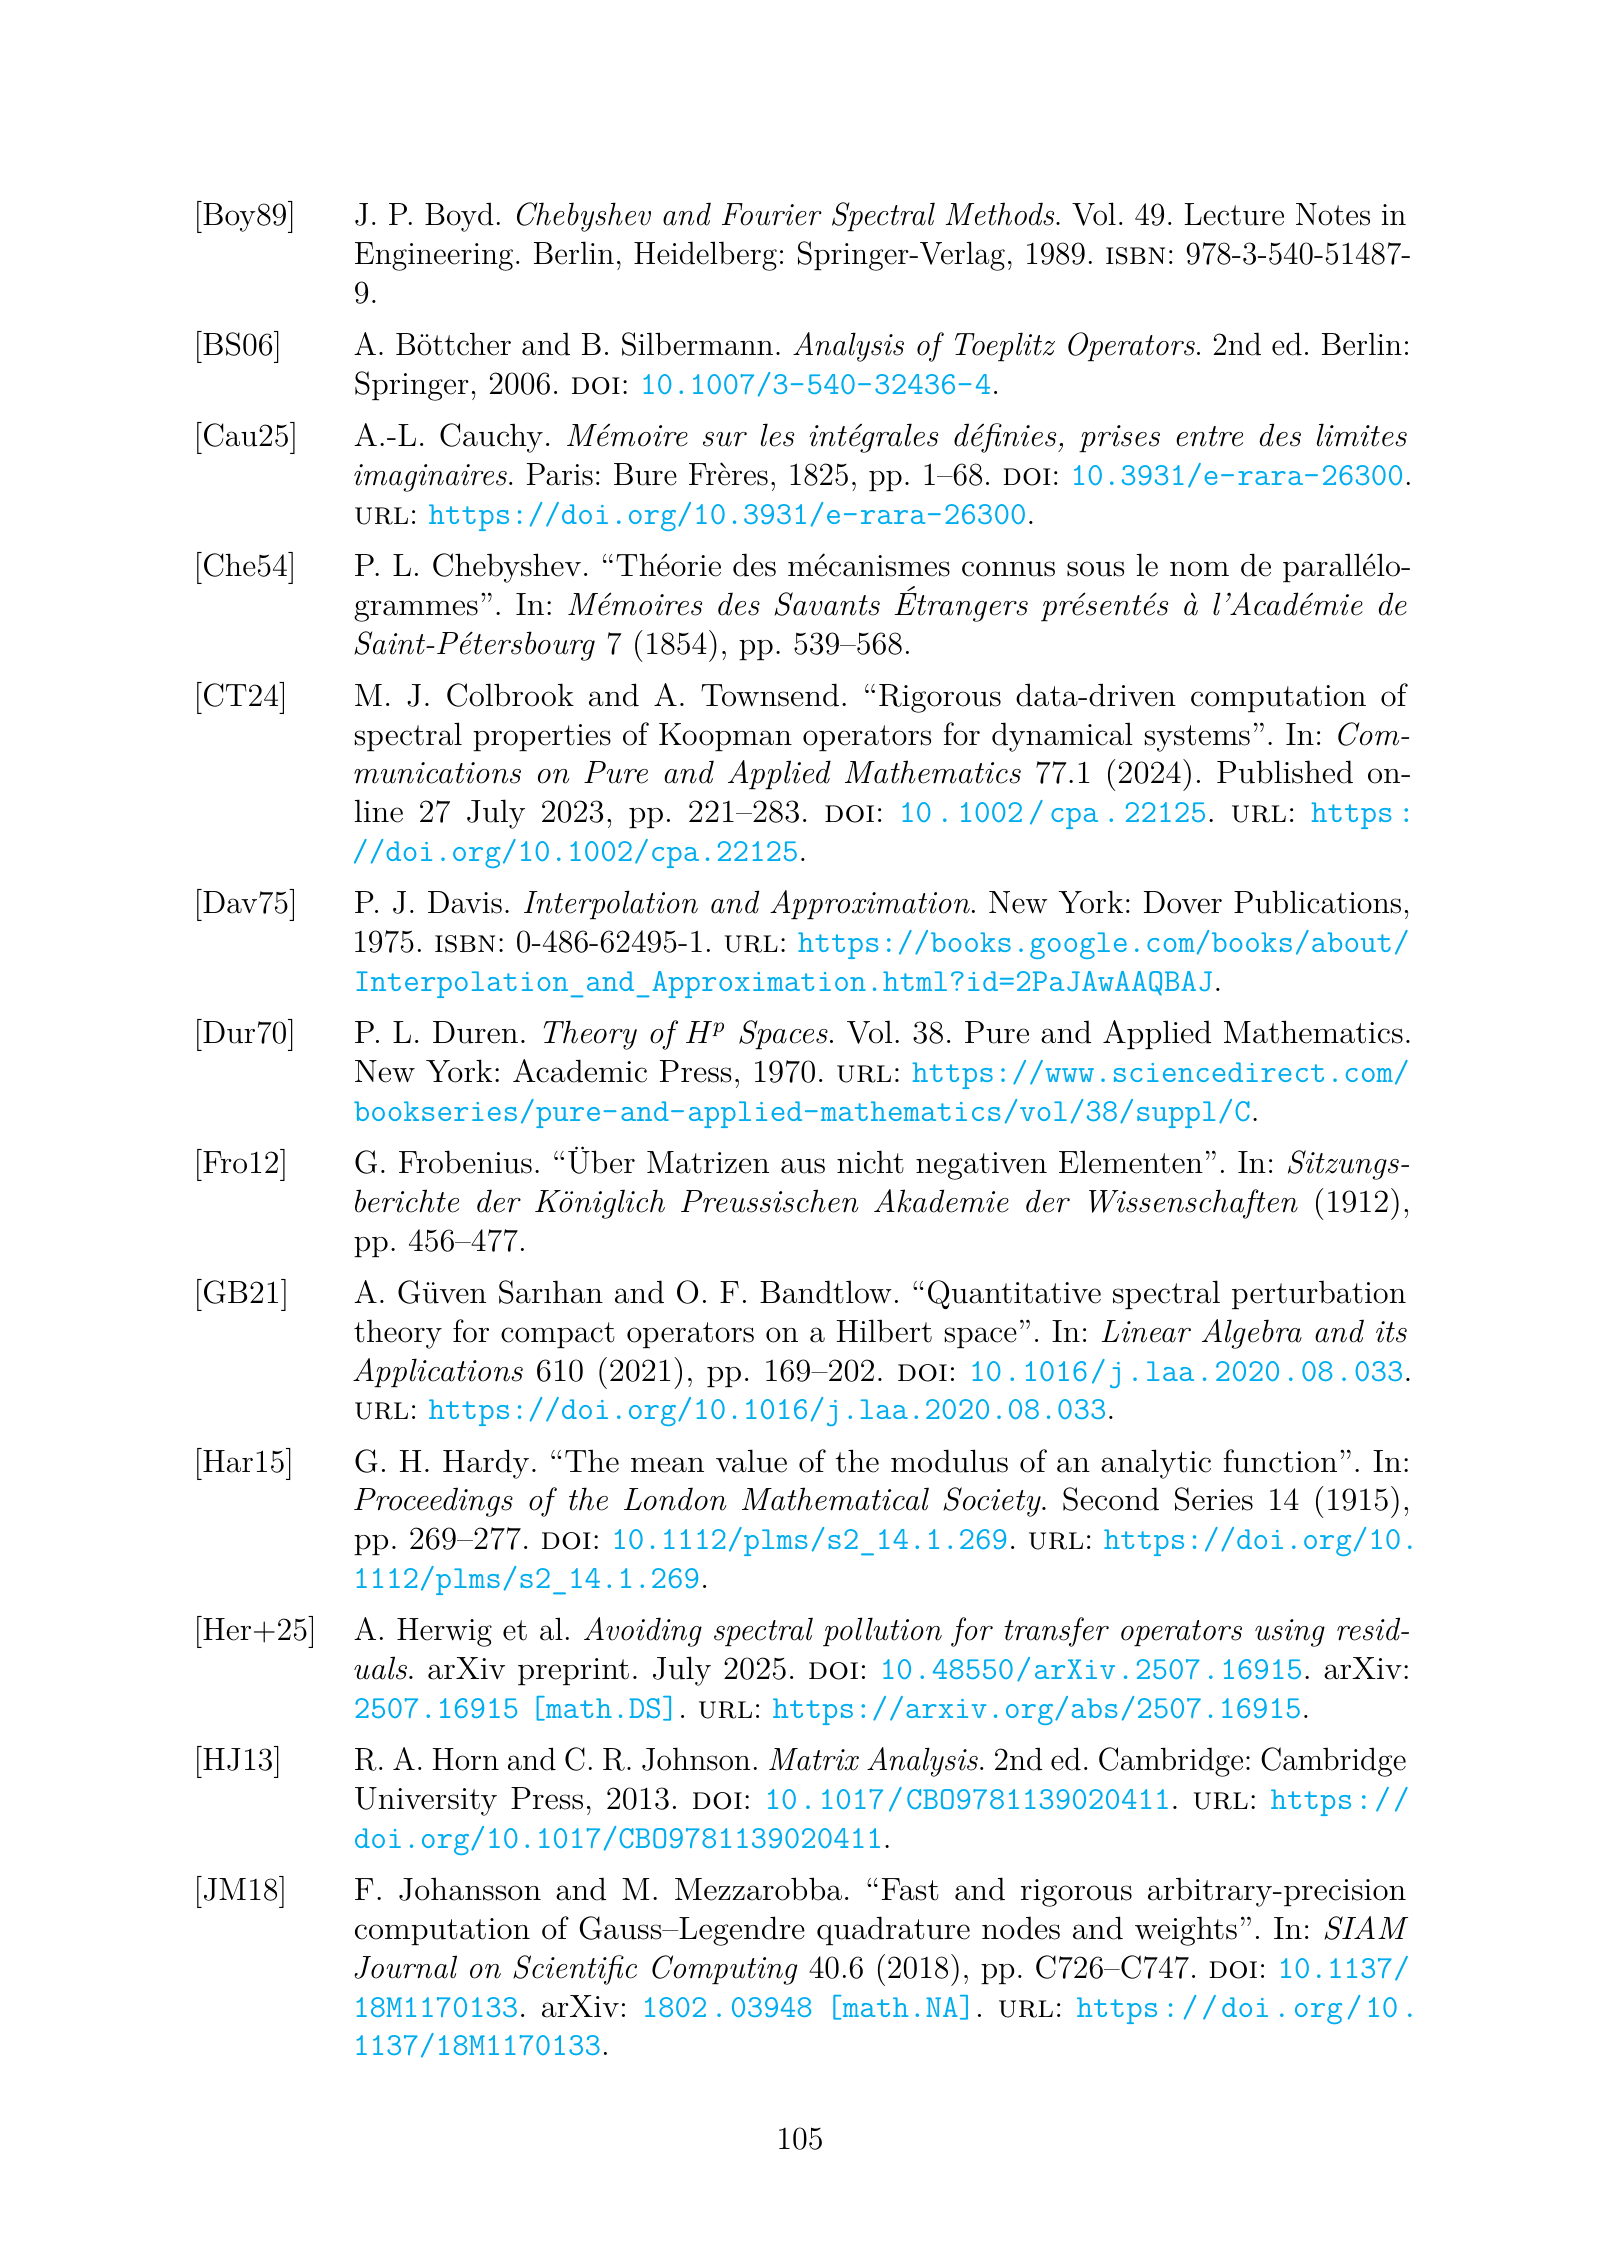 [Boy89] J. P. Boyd. Chebyshev and Fourier Spectral Methods. Vol. 49. Lecture Notes in
Engineering. Berlin, Heidelberg: Springer-Verlag, 1989. ISBN: 978-3-540-51487-
9.
[BS06] A. Böttcher and B. Silbermann. Analysis of Toeplitz Operators. 2nd ed. Berlin:
Springer, 2006. DOI: 10.1007/3-540-32436-4.
[Cau25] A.-L. Cauchy. Mémoire sur les intégrales définies, prises entre des limites
imaginaires. Paris: Bure Frères, 1825, pp. 1–68. DOI: 10.3931/e-rara-26300.
URL: https://doi.org/10.3931/e-rara-26300.
[Che54] P. L. Chebyshev. “Théorie des mécanismes connus sous le nom de parallélo-
grammes”. In: Mémoires des Savants Étrangers présentés à l’Académie de
Saint-Pétersbourg 7 (1854), pp. 539–568.
[CT24] M. J. Colbrook and A. Townsend. “Rigorous data-driven computation of
spectral properties of Koopman operators for dynamical systems”. In: Com-
munications on Pure and Applied Mathematics 77.1 (2024). Published on-
line 27 July 2023, pp. 221–283. DOI: 10.1002/cpa.22125. URL: https:
//doi.org/10.1002/cpa.22125.
[Dav75] P. J. Davis. Interpolation and Approximation. New York: Dover Publications,
1975. ISBN: 0-486-62495-1. URL: https://books.google.com/books/about/
Interpolation_and_Approximation.html?id=2PaJAwAAQBAJ.
[Dur70] P. L. Duren. Theory of Hᵖ Spaces. Vol. 38. Pure and Applied Mathematics.
New York: Academic Press, 1970. URL: https://www.sciencedirect.com/
bookseries/pure-and-applied-mathematics/vol/38/suppl/C.
[Fro12] G. Frobenius. “Über Matrizen aus nicht negativen Elementen”. In: Sitzungs-
berichte der Königlich Preussischen Akademie der Wissenschaften (1912),
pp. 456–477.
[GB21] A. Güven Sarıhan and O. F. Bandtlow. “Quantitative spectral perturbation
theory for compact operators on a Hilbert space”. In: Linear Algebra and its
Applications 610 (2021), pp. 169–202. DOI: 10.1016/j.laa.2020.08.033.
URL: https://doi.org/10.1016/j.laa.2020.08.033.
[Har15] G. H. Hardy. “The mean value of the modulus of an analytic function”. In:
Proceedings of the London Mathematical Society. Second Series 14 (1915),
pp. 269–277. DOI: 10.1112/plms/s2_14.1.269. URL: https://doi.org/10.
1112/plms/s2_14.1.269.
[Her+25] A. Herwig et al. Avoiding spectral pollution for transfer operators using resid-
uals. arXiv preprint. July 2025. DOI: 10.48550/arXiv.2507.16915. arXiv:
2507.16915 [math.DS]. URL: https://arxiv.org/abs/2507.16915.
[HJ13] R. A. Horn and C. R. Johnson. Matrix Analysis. 2nd ed. Cambridge: Cambridge
University Press, 2013. DOI: 10.1017/CBO9781139020411. URL: https://
doi.org/10.1017/CBO9781139020411.
[JM18] F. Johansson and M. Mezzarobba. “Fast and rigorous arbitrary-precision
computation of Gauss–Legendre quadrature nodes and weights”. In: SIAM
Journal on Scientific Computing 40.6 (2018), pp. C726–C747. DOI: 10.1137/
18M1170133. arXiv: 1802.03948 [math.NA]. URL: https://doi.org/10.
1137/18M1170133.
105